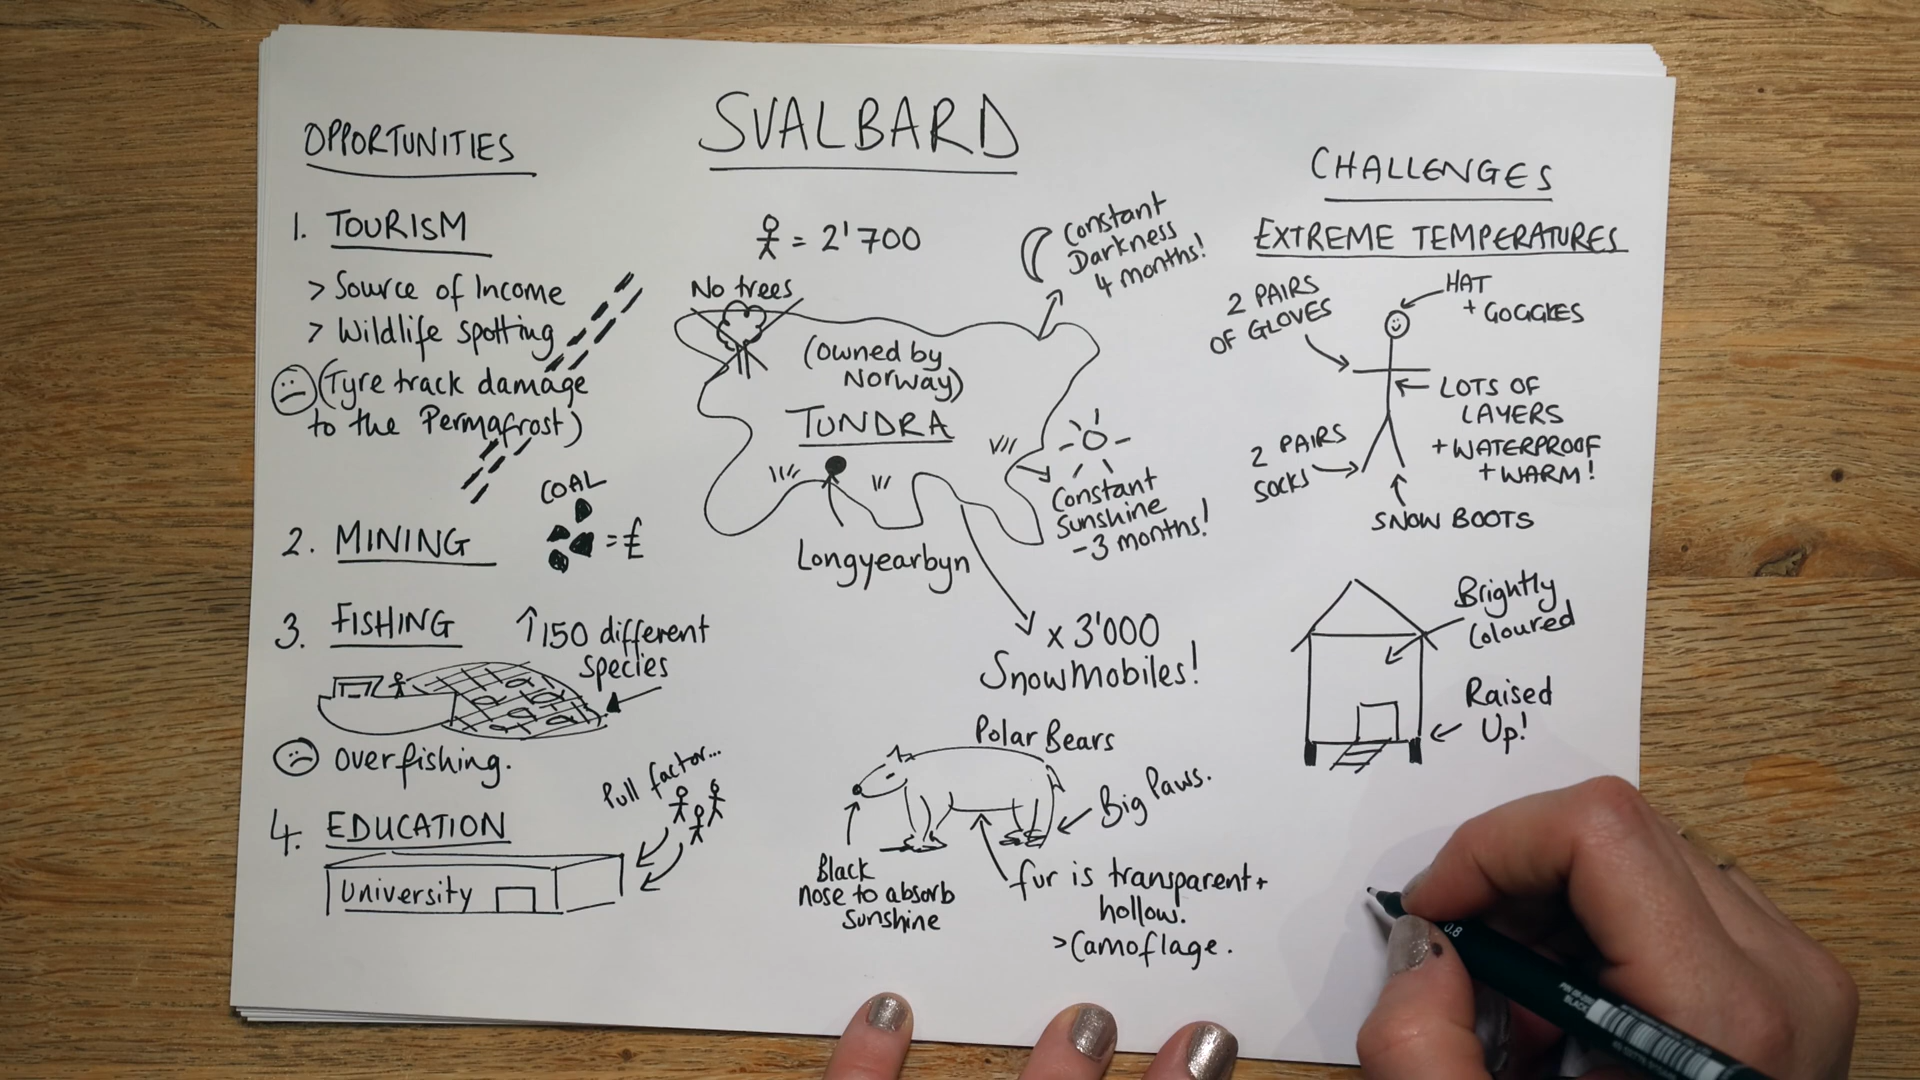 SVALBARD
OPPORTUNITIES
1. TOURISM
> Source of Income
> Wildlife spotting
(Tyre track damage
to the Permafrost)
2. MINING
COAL
= £
3. FISHING
↑150 different
species
overfishing.
4. EDUCATION
Pull factor...
University
= 2'700
No trees
(owned by
Norway)
TUNDRA
Longyearbyn
Constant
Darkness
4 months!
Constant
Sunshine
-3 months!
x 3'000
Snowmobiles!
Polar Bears
Big Paws.
Black
nose to absorb
sunshine
fur is transparent +
hollow.
>Camoflage.
CHALLENGES
EXTREME TEMPERATURES
2 PAIRS
OF GLOVES
HAT
+ GOGGLES
LOTS OF
LAYERS
+ WATERPROOF
+ WARM!
2 PAIRS
SOCKS
SNOW BOOTS
Brightly
Coloured
Raised
Up!
0.8